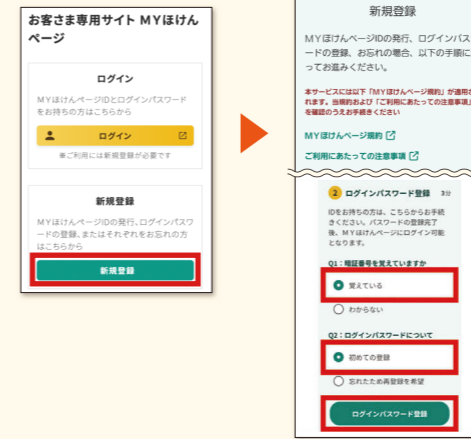 お客さま専用サイト MYほけん
ページ
ログイン
MYほけんページIDとログインパスワード
をお持ちの方はこちらから
ログイン
※ご利用には新規登録が必要です
新規登録
MYほけんページIDの発行、ログインパスワ
ードの登録、またはそれぞれをお忘れの方
はこちらから
新規登録
新規登録
MYほけんページIDの発行、ログインパス
ードの登録、お忘れの場合、以下の手順に
ってお進みください。
本サービスには以下「MYほけんページ規約」が適用さ
れます。当規約および「ご利用にあたっての注意事項」
を確認のうえお手続きください
MYほけんページ規約
ご利用にあたっての注意事項
2 ログインパスワード登録 3分
IDをお持ちの方は、こちらからお手続
きください。パスワードの登録完了
後、MYほけんページにログイン可能
となります。
Q1：暗証番号を覚えていますか
覚えている
わからない
Q2：ログインパスワードについて
初めての登録
忘れたため再登録を希望
ログインパスワード登録